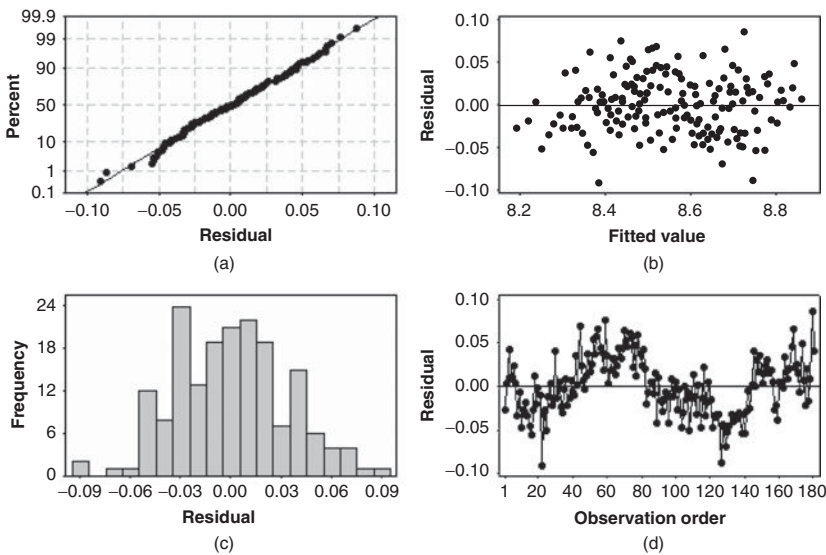 99.9
99
90
50
10
1
0.1
Percent
−0.10 −0.05 0.00 0.05 0.10
Residual
(a)
0.10
0.05
0.00
−0.05
−0.10
Residual
8.2 8.4 8.6 8.8
Fitted value
(b)
24
18
12
6
0
Frequency
−0.09 −0.06 −0.03 0.00 0.03 0.06 0.09
Residual
(c)
0.10
0.05
0.00
−0.05
−0.10
Residual
1 20 40 60 80 100 120 140 160 180
Observation order
(d)